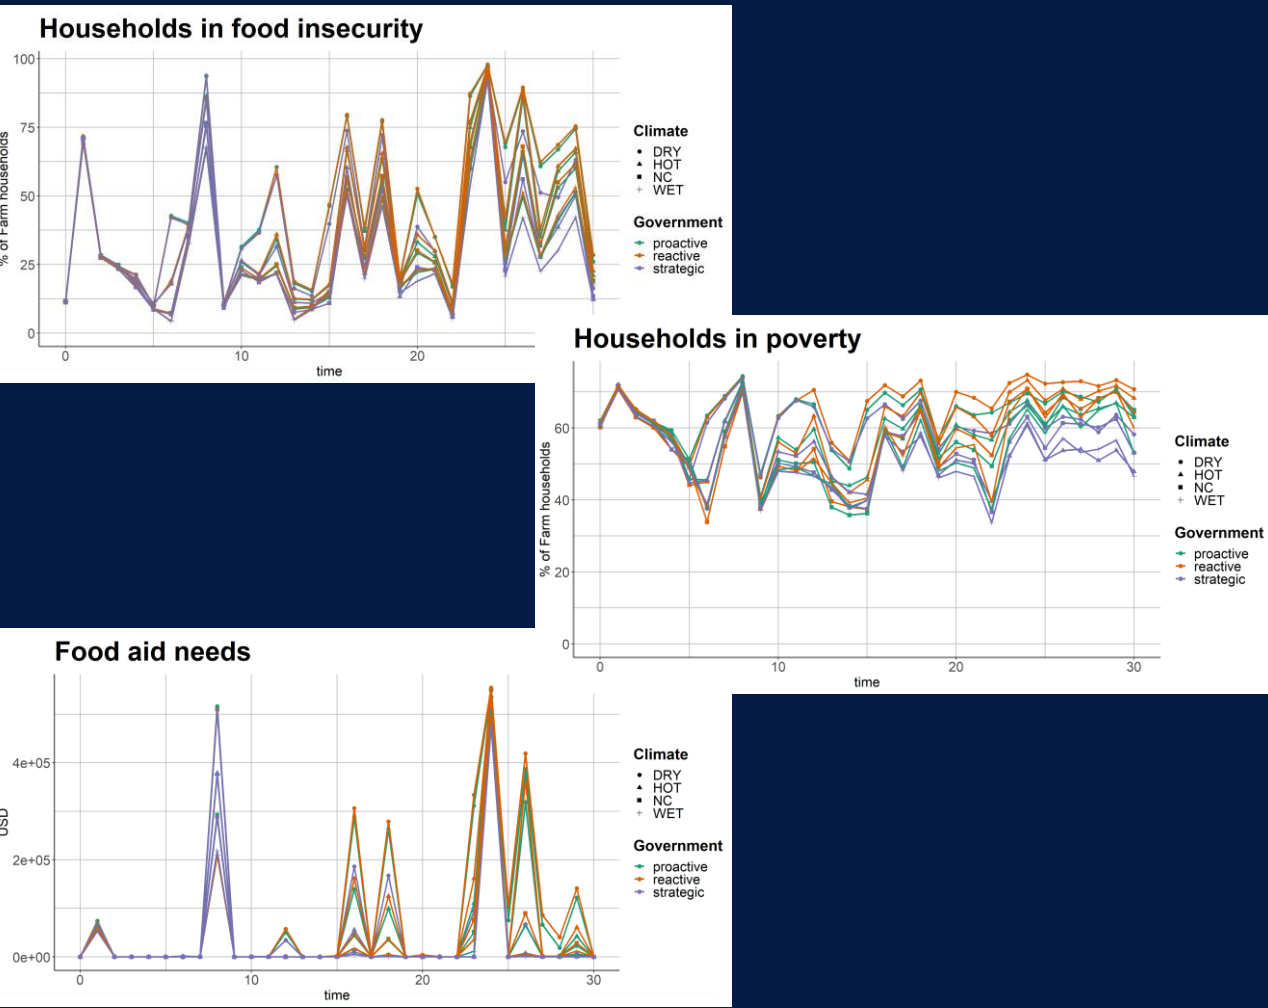 Households in food insecurity
100
75
50
25
0
% of Farm households
0
10
20
time
Climate
DRY
HOT
NC
WET
Government
proactive
reactive
strategic
Households in poverty
60
40
20
0
% of Farm households
0
10
20
30
time
Climate
DRY
HOT
NC
WET
Government
proactive
reactive
strategic
Food aid needs
4e+05
2e+05
0e+00
USD
0
10
20
30
time
Climate
DRY
HOT
NC
WET
Government
proactive
reactive
strategic